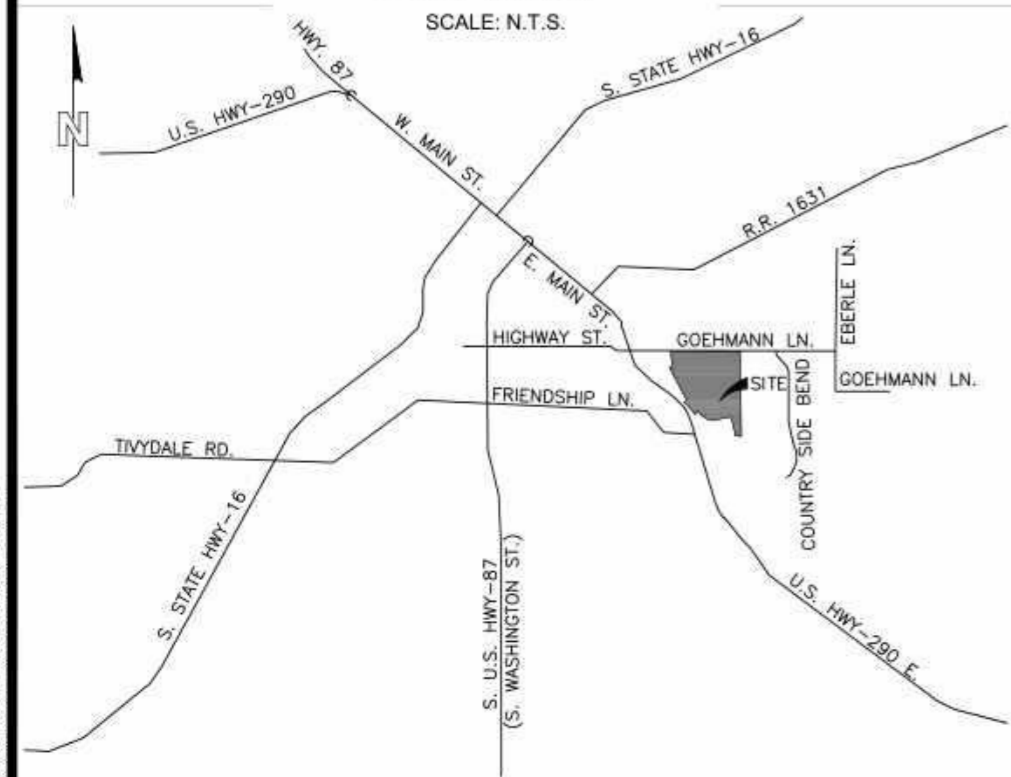 SCALE: N.T.S.
HWY. 87
S. STATE HWY-16
U.S. HWY-290
N
W. MAIN ST.
R.R. 1631
E. MAIN ST.
EBERLE LN.
HIGHWAY ST.
GOEHMANN LN.
SITE
GOEHMANN LN.
FRIENDSHIP LN.
COUNTRY SIDE BEND
TIVYDALE RD.
S. STATE HWY-16
S. U.S. HWY-87
(S. WASHINGTON ST.)
U.S. HWY-290 E.